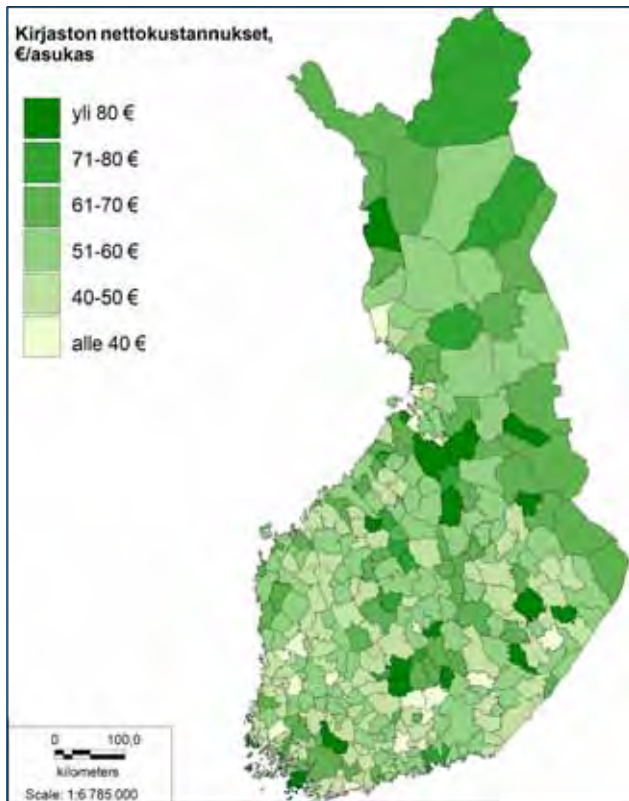 Kirjaston nettokustannukset,
€/asukas
yli 80 €
71-80 €
61-70 €
51-60 €
40-50 €
alle 40 €
0 100,0
kilometers
Scale: 1:6 785 000